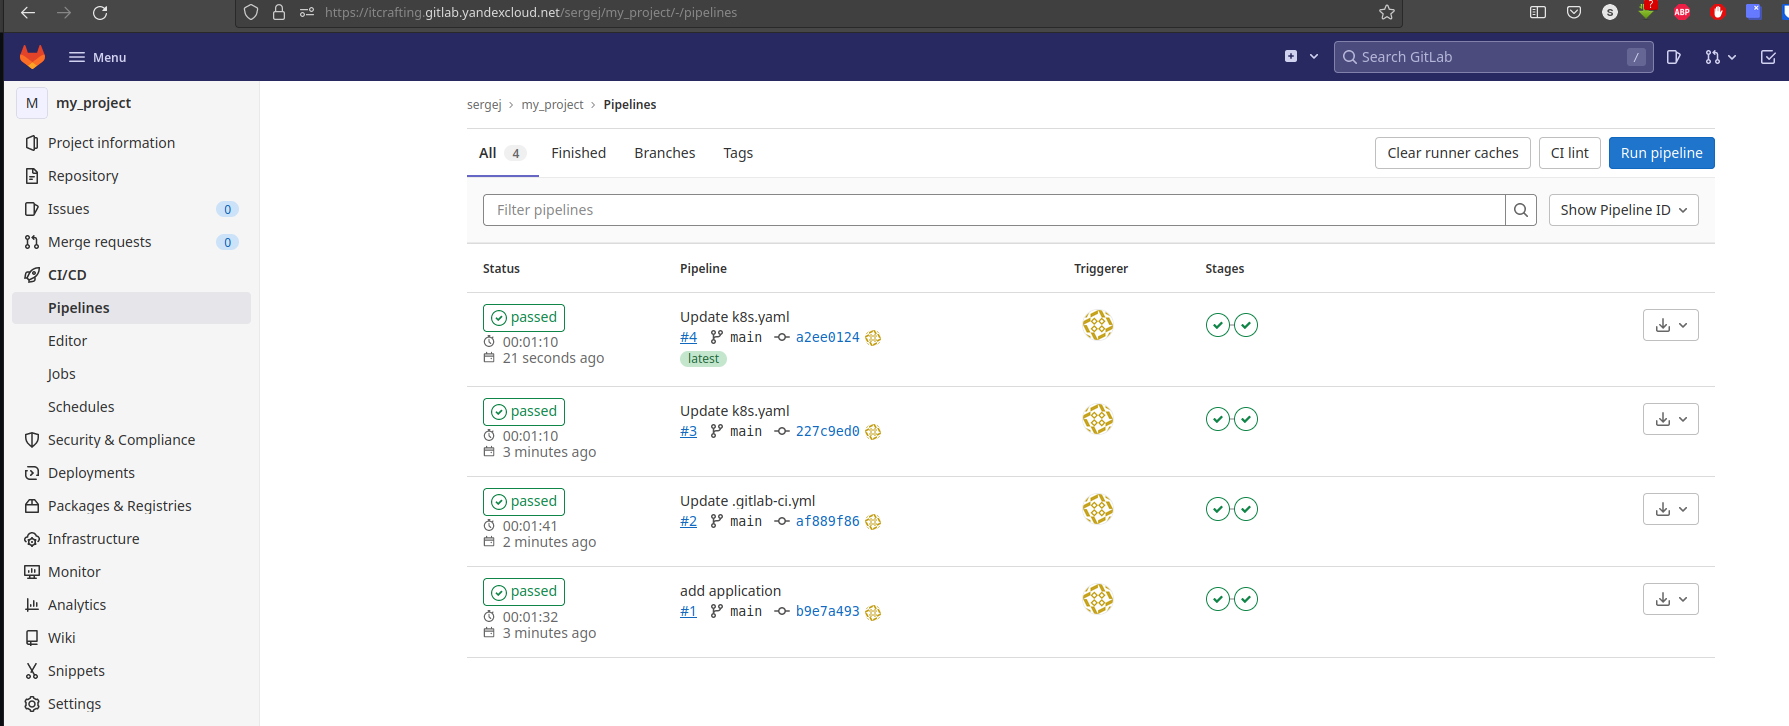 https://itcrafting.gitlab.yandexcloud.net/sergej/my_project/-/pipelines
S
?
ABP
Menu
Search GitLab
/
M my_project
sergej › my_project › Pipelines
Project information
Repository
Issues 0
Merge requests 0
CI/CD
Pipelines
Editor
Jobs
Schedules
Security & Compliance
Deployments
Packages & Registries
Infrastructure
Monitor
Analytics
Wiki
Snippets
Settings
All 4 Finished Branches Tags
Clear runner caches CI lint Run pipeline
Filter pipelines
Show Pipeline ID
Status Pipeline Triggerer Stages
passed
00:01:10
21 seconds ago
Update k8s.yaml
#4 main a2ee0124
latest
passed
00:01:10
3 minutes ago
Update k8s.yaml
#3 main 227c9ed0
passed
00:01:41
2 minutes ago
Update .gitlab-ci.yml
#2 main af889f86
passed
00:01:32
3 minutes ago
add application
#1 main b9e7a493